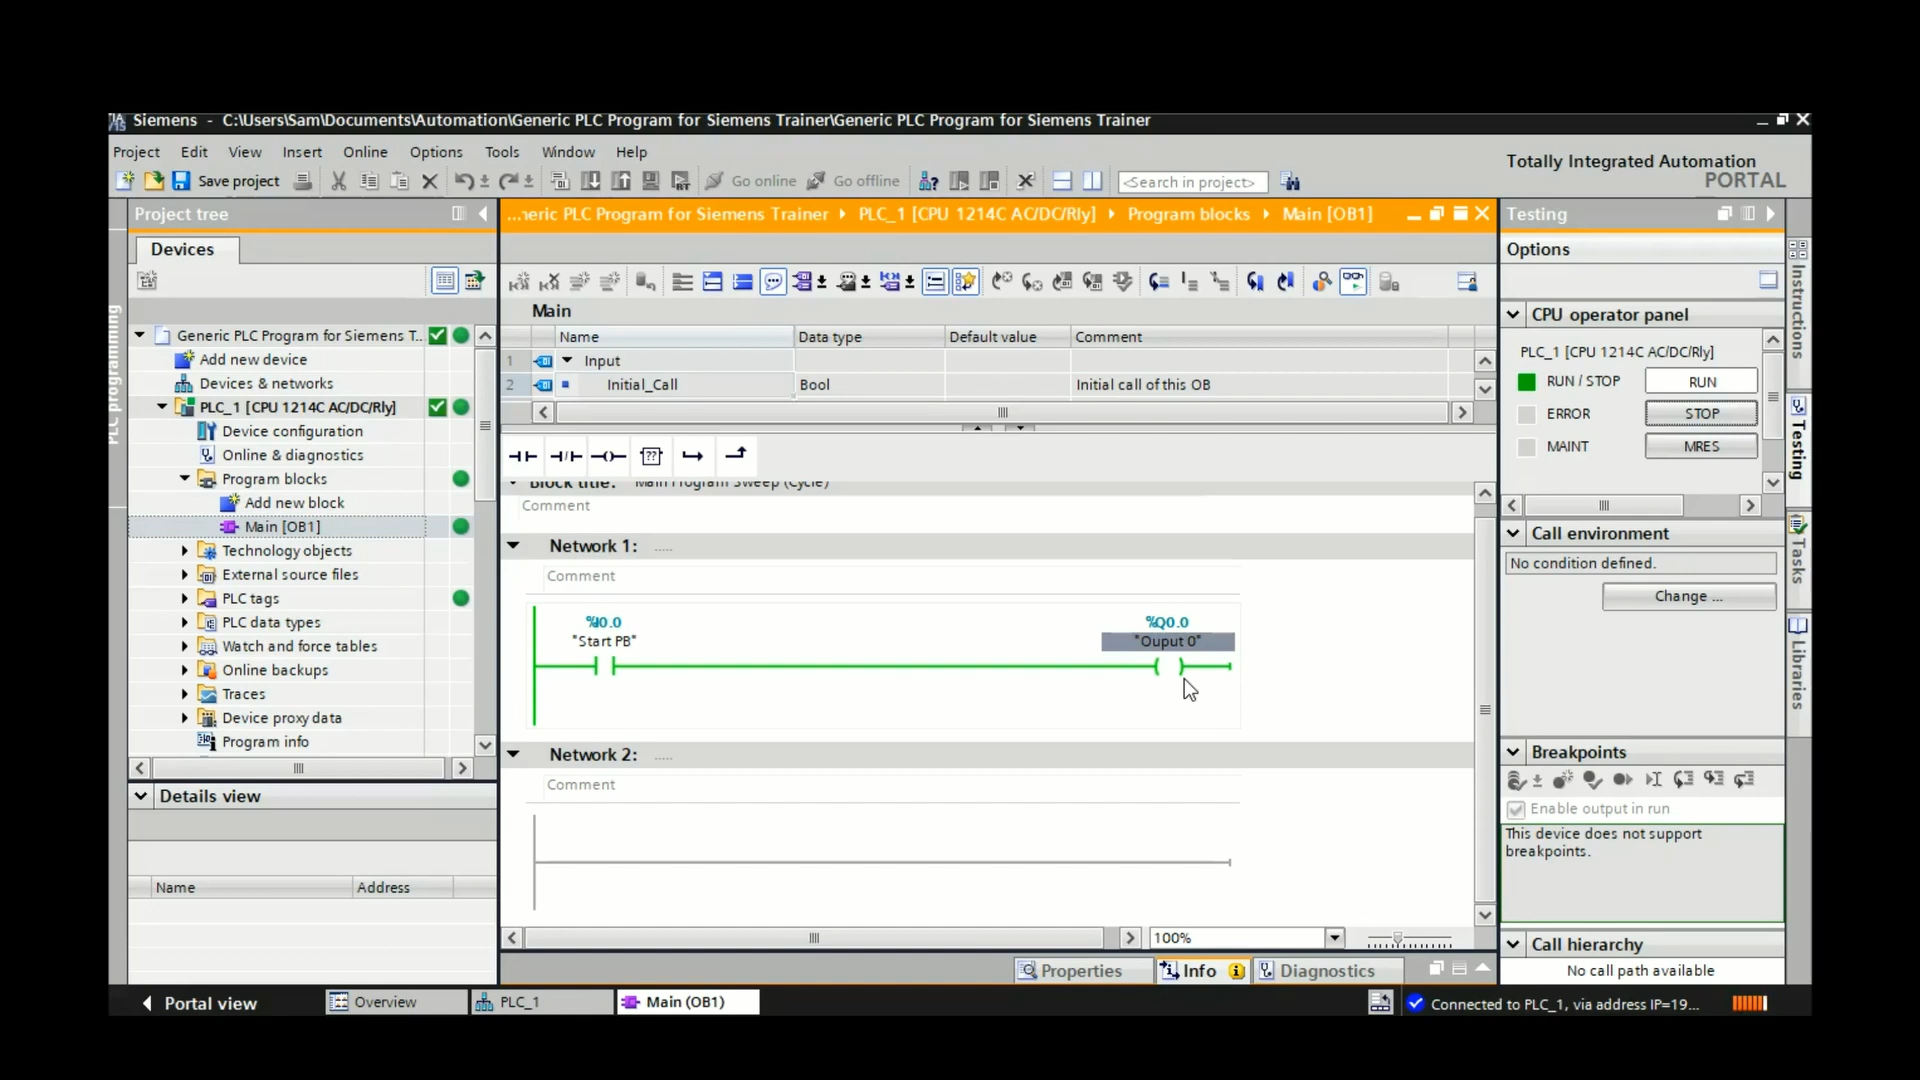 Siemens - C:\Users\Sam\Documents\Automation\Generic PLC Program for Siemens Trainer\Generic PLC Program for Siemens Trainer
Project Edit View Insert Online Options Tools Window Help
Totally Integrated Automation
PORTAL
Save project Go online Go offline <Search in project>
Project tree
...neric PLC Program for Siemens Trainer PLC_1 [CPU 1214C AC/DC/Rly] Program blocks Main [OB1]
Testing
Devices
Options
Main
Name Data type Default value Comment
1 Input
2 Initial_Call Bool Initial call of this OB
Generic PLC Program for Siemens T...
Add new device
Devices & networks
PLC_1 [CPU 1214C AC/DC/Rly]
Device configuration
Online & diagnostics
Program blocks
Add new block
Main [OB1]
Technology objects
External source files
PLC tags
PLC data types
Watch and force tables
Online backups
Traces
Device proxy data
Program info
Details view
Name Address
PLC programming
??
Block title: Main Program Sweep (Cycle)
Comment
Network 1: .....
Comment
%I0.0
"Start PB"
%Q0.0
"Ouput 0"
Network 2: .....
Comment
100%
Properties Info Diagnostics
CPU operator panel
PLC_1 [CPU 1214C AC/DC/Rly]
RUN / STOP RUN
ERROR STOP
MAINT MRES
Call environment
No condition defined.
Change ...
Breakpoints
Enable output in run
This device does not support
breakpoints.
Call hierarchy
No call path available
Instructions
Testing
Tasks
Libraries
Portal view Overview PLC_1 Main (OB1) Connected to PLC_1, via address IP=19...